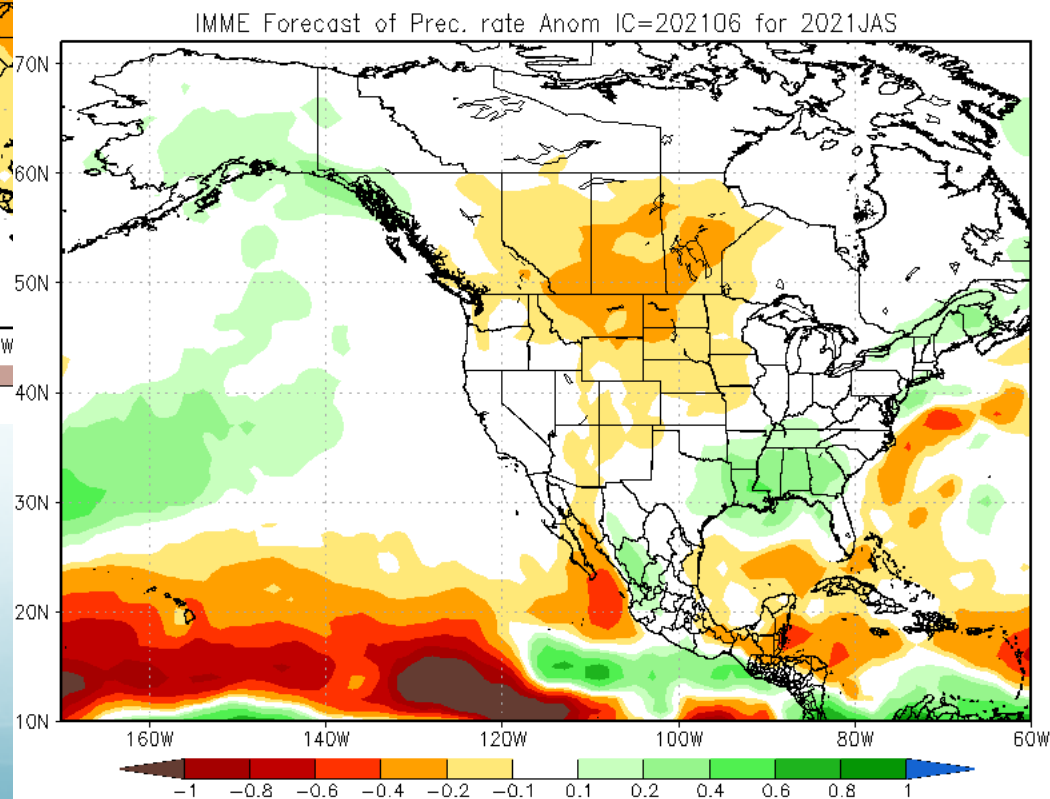 IMME Forecast of Prec. rate Anom IC=202106 for 2021JAS
70N
60N
50N
W
40N
30N
20N
10N
160W 140W 120W 100W 80W 60W
−1 −0.8 −0.6 −0.4 −0.2 −0.1 0.1 0.2 0.4 0.6 0.8 1